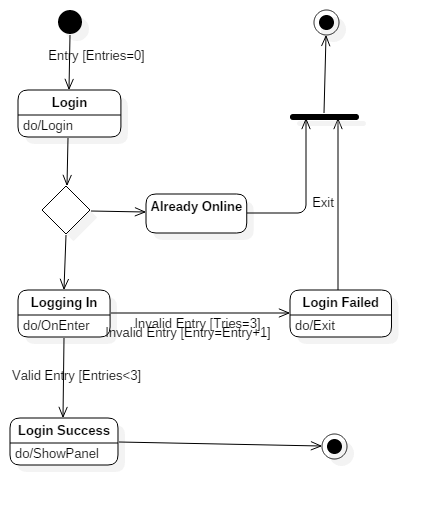 Entry [Entries=0]
Login
do/Login
Already Online
Exit
Logging In
do/OnEnter
Invalid Entry [Tries=3]
Invalid Entry [Entry=Entry+1]
Login Failed
do/Exit
Valid Entry [Entries<3]
Login Success
do/ShowPanel